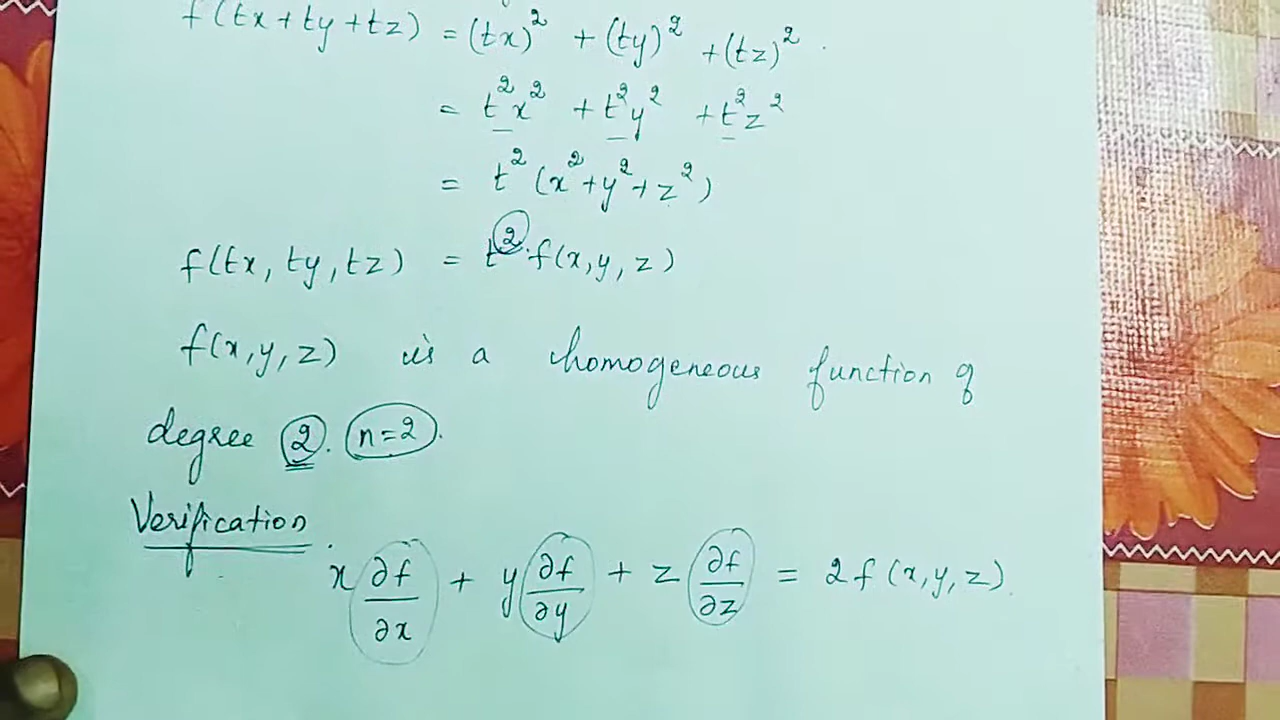 f(tx+ty+tz) = (tx)² + (ty)² + (tz)²
= t²x² + t²y² + t²z²
= t² (x²+y²+z²)
f(tx, ty, tz) = t². f(x, y, z)
f(x, y, z) is a homogeneous function of
degree 2. n=2.
Verification
x ∂f/∂x + y ∂f/∂y + z ∂f/∂z = 2 f (x, y, z).